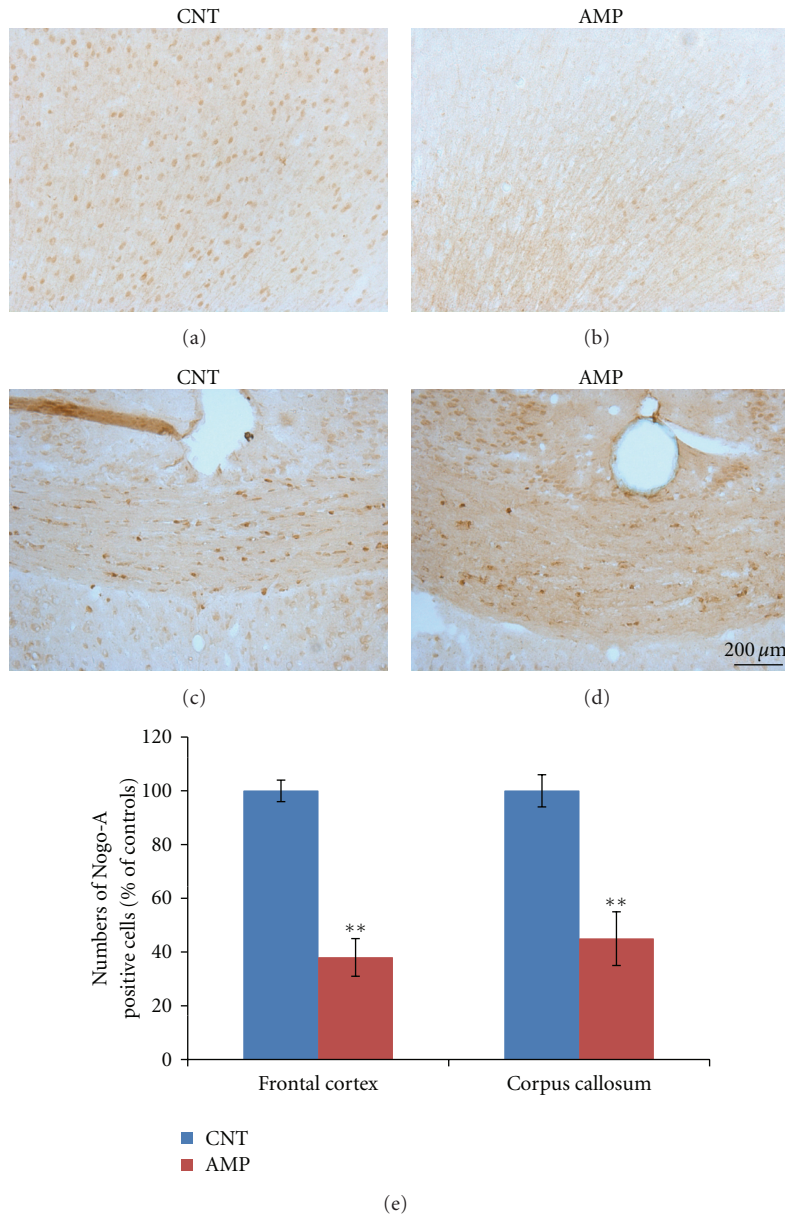 CNT
AMP
(a)
(b)
CNT
AMP
200 μm
(c)
(d)
Numbers of Nogo-A
positive cells (% of controls)
120
100
80
60
40
20
0
**
**
Frontal cortex
Corpus callosum
CNT
AMP
(e)